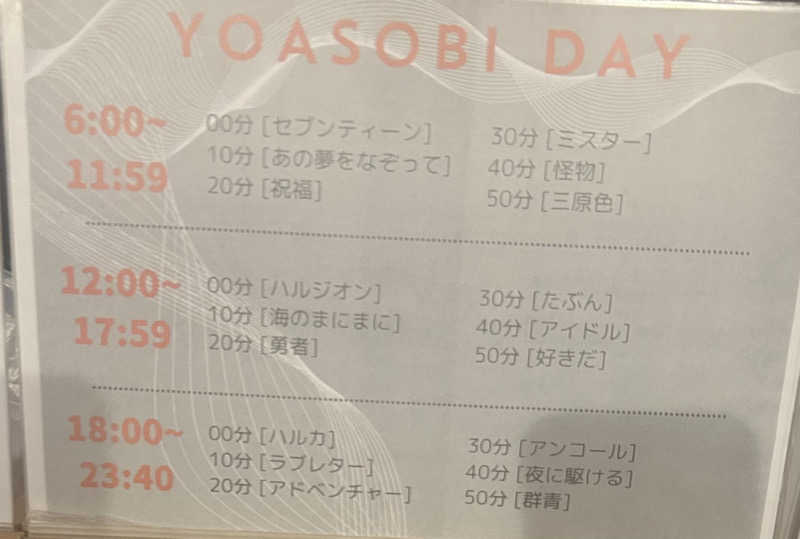 YOASOBI DAY
6:00~
11:59
00分 [セブンティーン]
10分 [あの夢をなぞって]
20分 [祝福]
30分 [ミスター]
40分 [怪物]
50分 [三原色]
12:00~
17:59
00分 [ハルジオン]
10分 [海のまにまに]
20分 [勇者]
30分 [たぶん]
40分 [アイドル]
50分 [好きだ]
18:00~
23:40
00分 [ハルカ]
10分 [ラブレター]
20分 [アドベンチャー]
30分 [アンコール]
40分 [夜に駆ける]
50分 [群青]